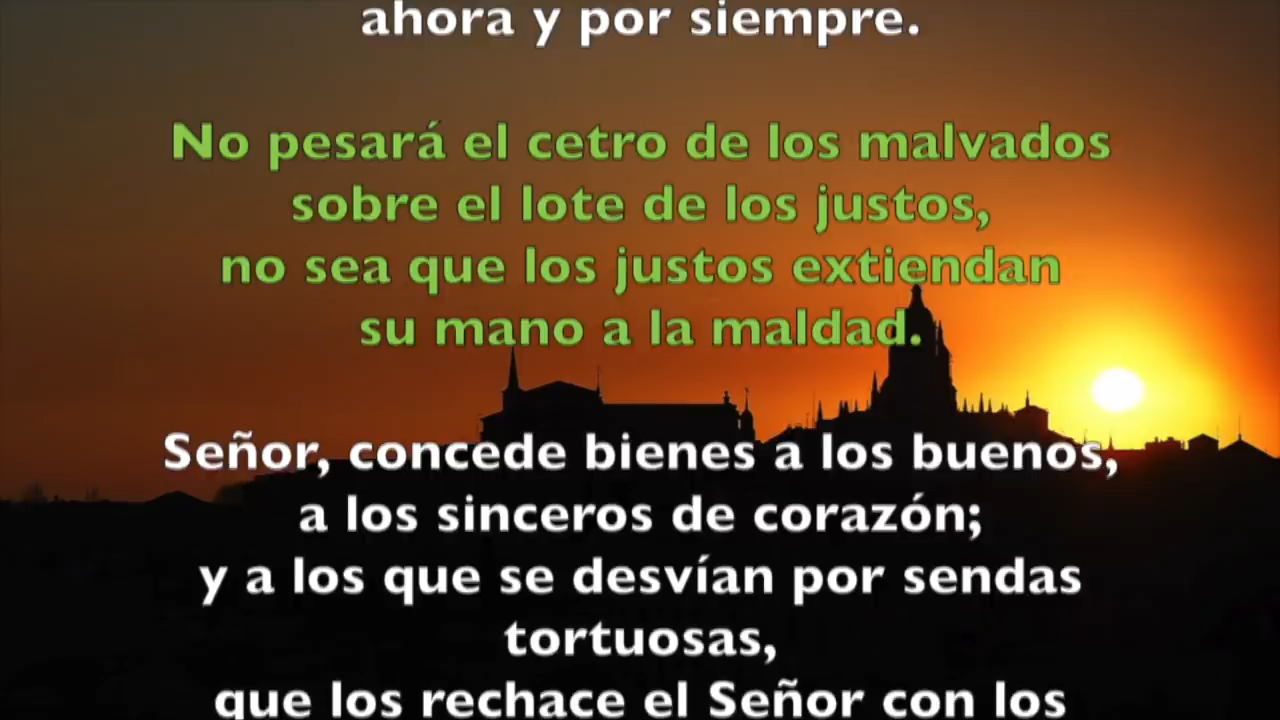 ahora y por siempre.
No pesará el cetro de los malvados
sobre el lote de los justos,
no sea que los justos extiendan
su mano a la maldad.
Señor, concede bienes a los buenos,
a los sinceros de corazón;
y a los que se desvían por sendas
tortuosas,
que los rechace el Señor con los